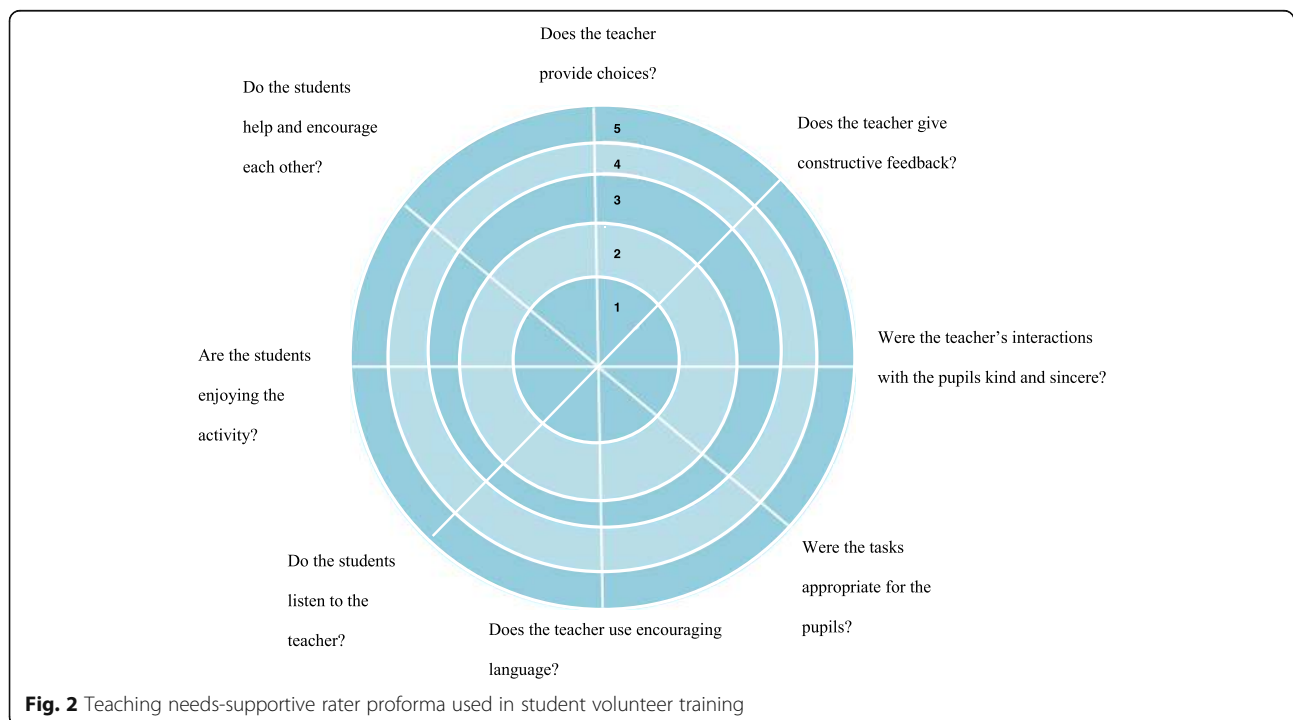 Does the teacher
provide choices?
Do the students
help and encourage
each other?
Does the teacher give
constructive feedback?
5
4
3
2
1
Were the teacher’s interactions
with the pupils kind and sincere?
Are the students
enjoying the
activity?
Were the tasks
appropriate for the
pupils?
Do the students
listen to the
teacher?
Does the teacher use encouraging
language?
Fig. 2 Teaching needs-supportive rater proforma used in student volunteer training